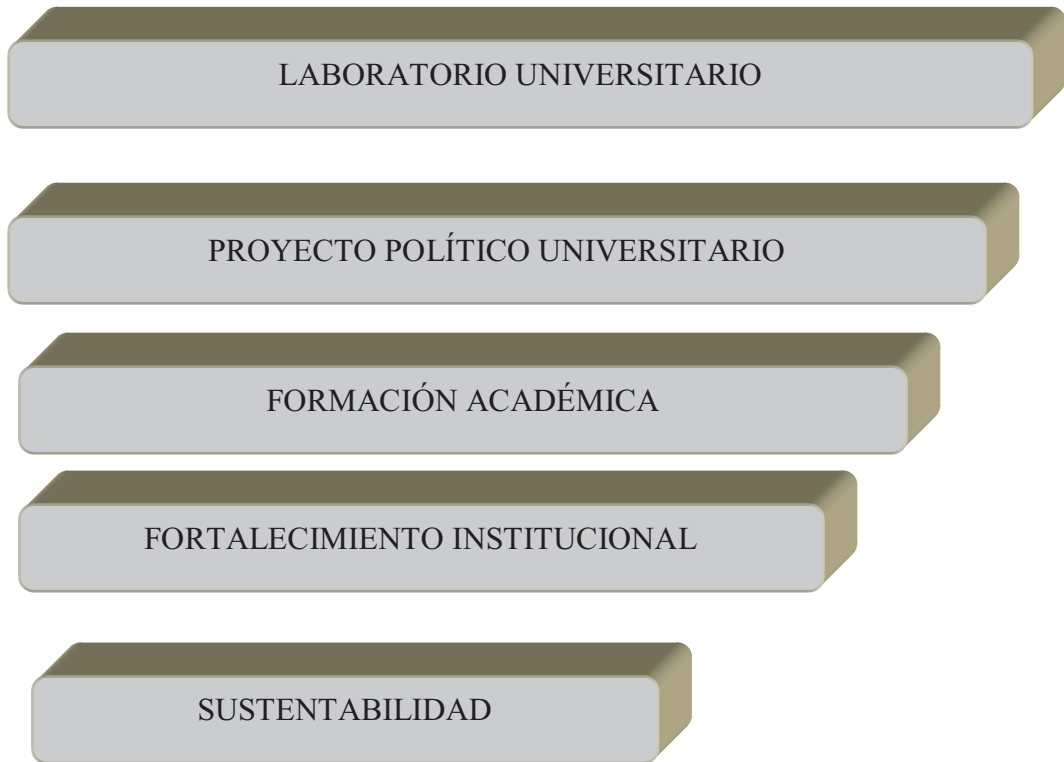 LABORATORIO UNIVERSITARIO
PROYECTO POLÍTICO UNIVERSITARIO
FORMACIÓN ACADÉMICA
FORTALECIMIENTO INSTITUCIONAL
SUSTENTABILIDAD